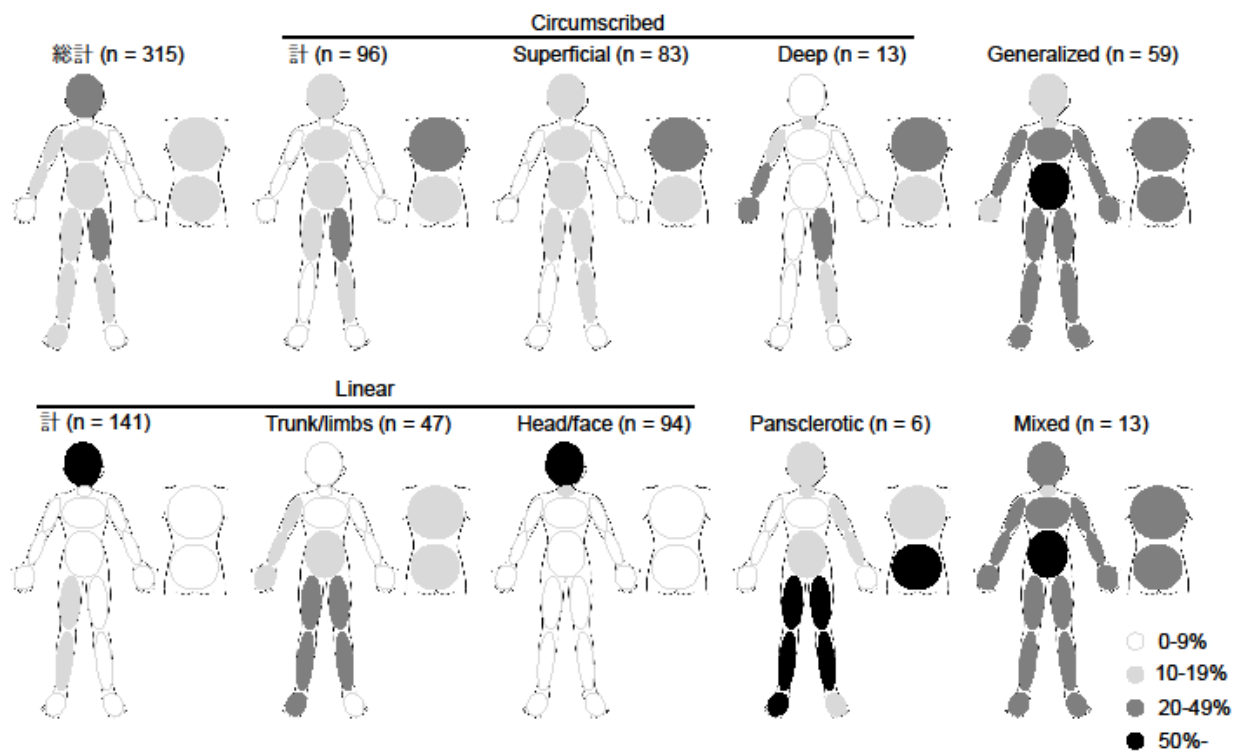 Circumscribed
総計 (n = 315)
計 (n = 96)
Superficial (n = 83)
Deep (n = 13)
Generalized (n = 59)
Linear
計 (n = 141)
Trunk/limbs (n = 47)
Head/face (n = 94)
Pansclerotic (n = 6)
Mixed (n = 13)
0-9%
10-19%
20-49%
50%-